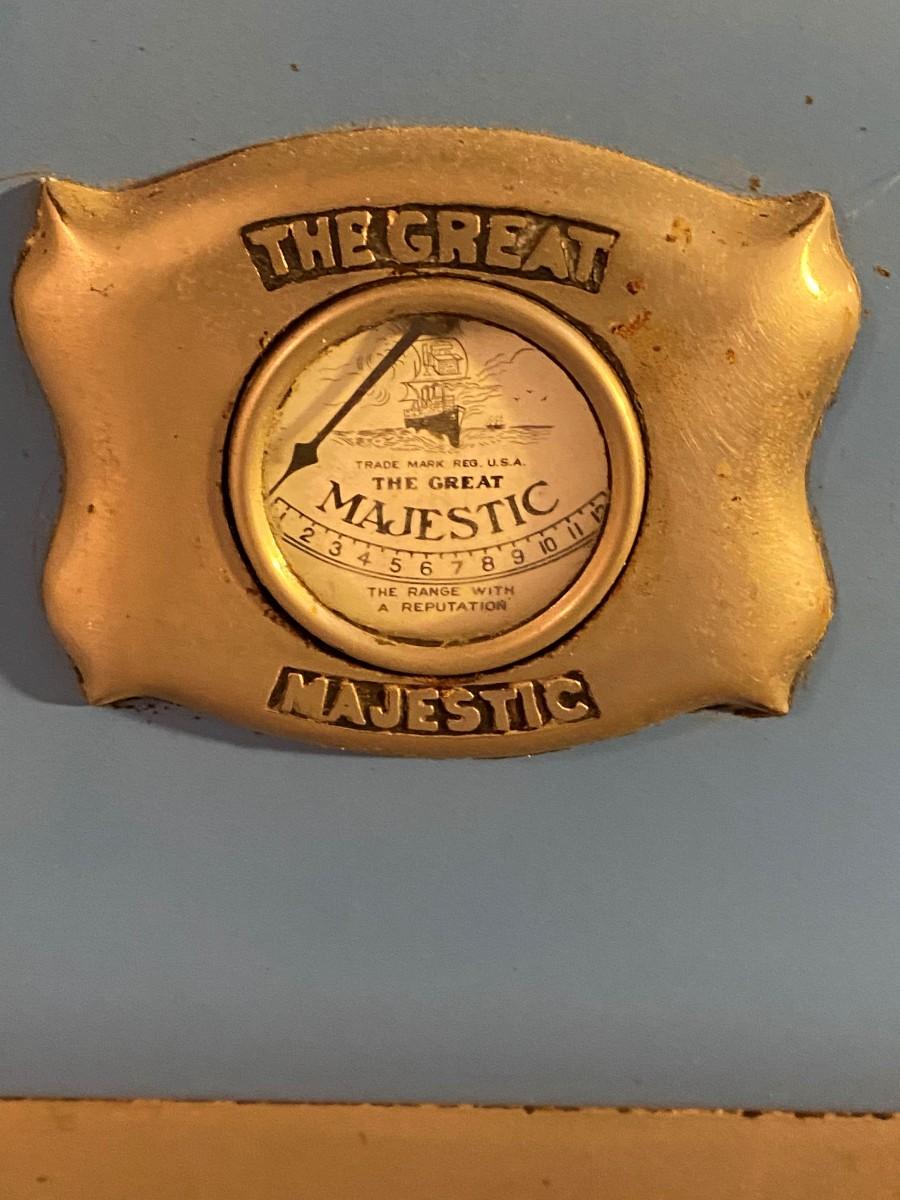 THE GREAT
TRADE MARK REG. U.S.A.
THE GREAT
MAJESTIC
1 2 3 4 5 6 7 8 9 10 11 12
THE RANGE WITH
A REPUTATION
MAJESTIC